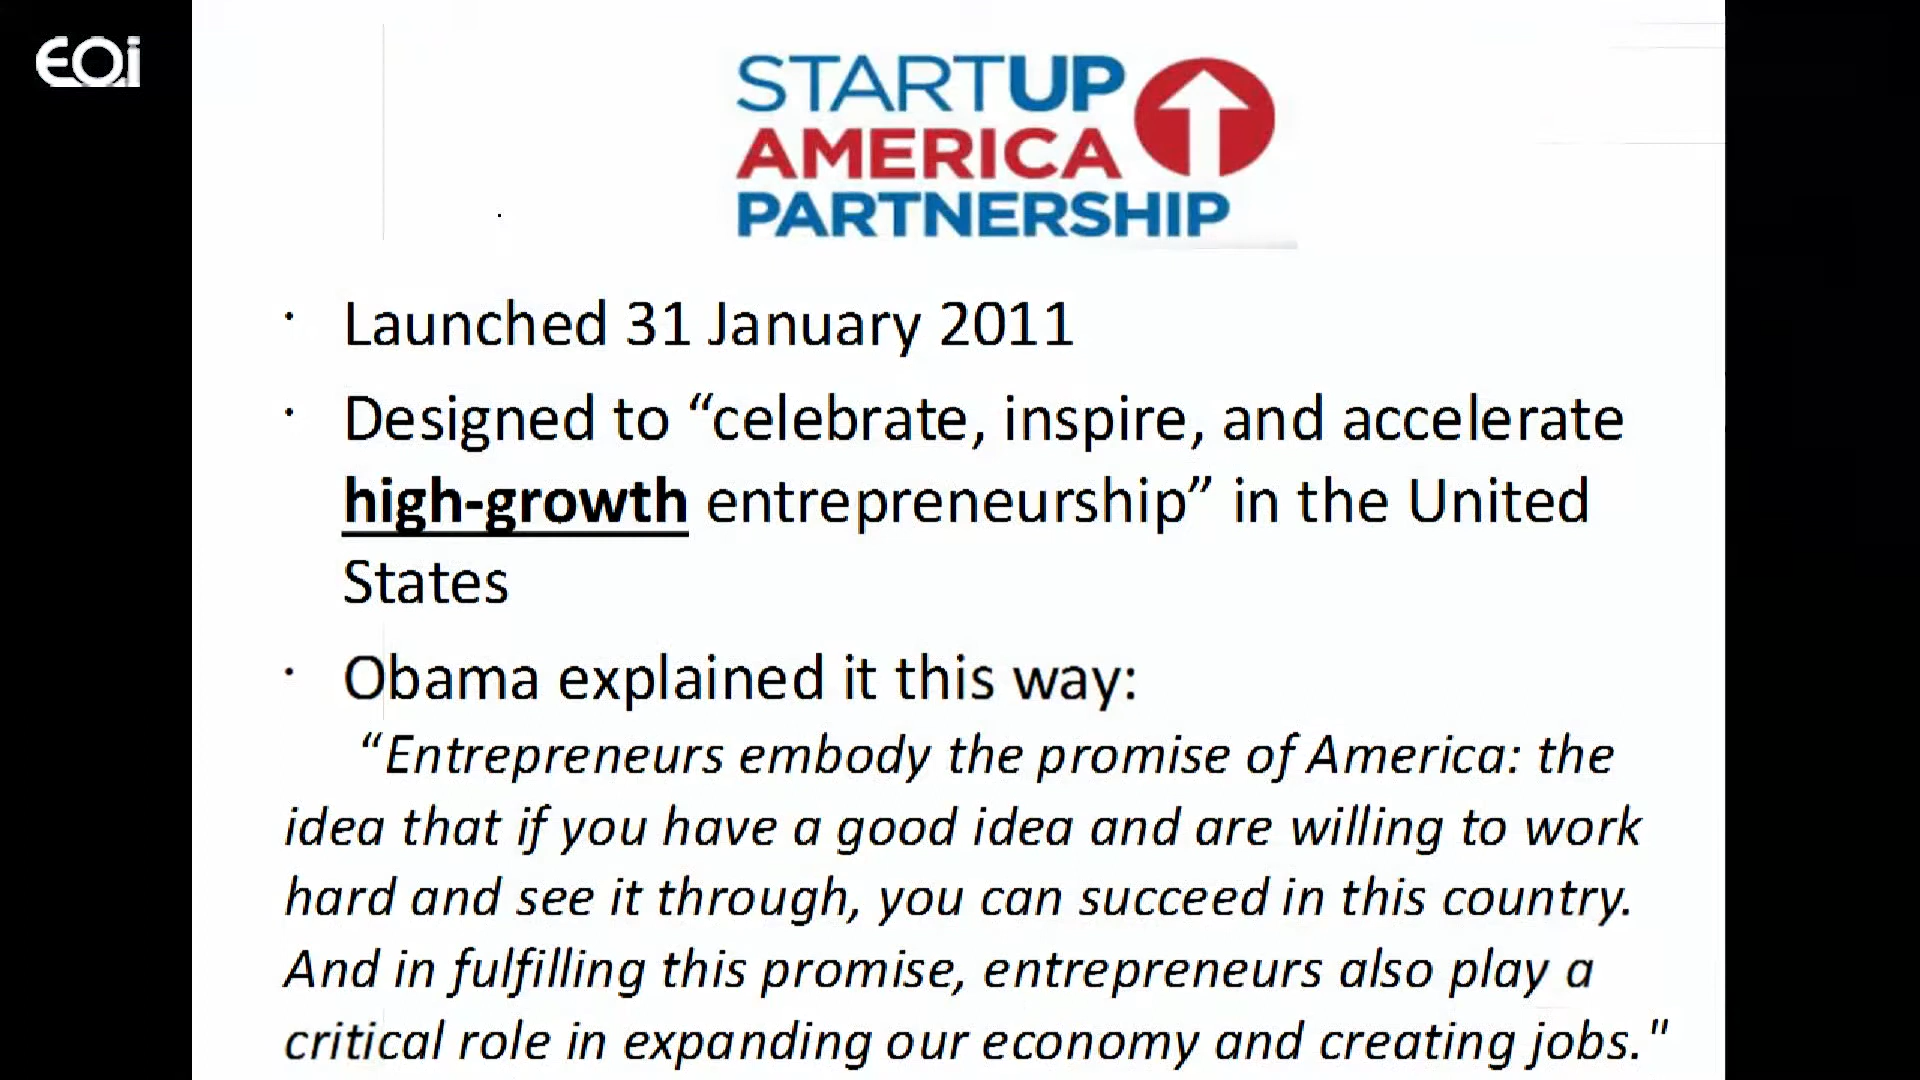 EOi
STARTUP
AMERICA
PARTNERSHIP
· Launched 31 January 2011
· Designed to “celebrate, inspire, and accelerate
high-growth entrepreneurship” in the United
States
· Obama explained it this way:
“Entrepreneurs embody the promise of America: the
idea that if you have a good idea and are willing to work
hard and see it through, you can succeed in this country.
And in fulfilling this promise, entrepreneurs also play a
critical role in expanding our economy and creating jobs."